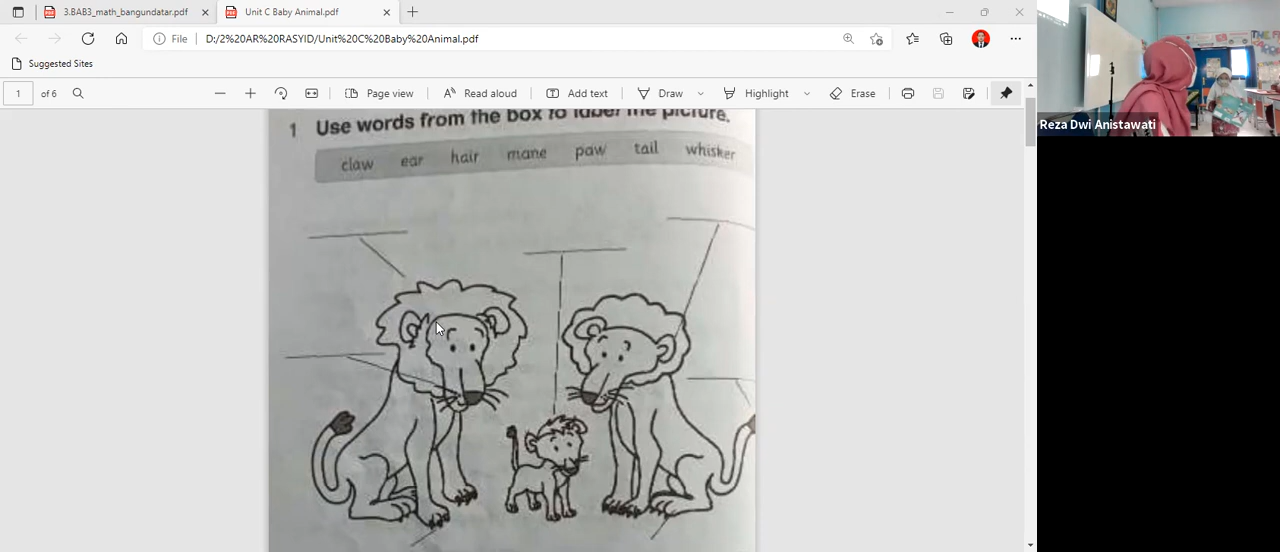 3.BAB3_math_bangundatar.pdf
Unit C Baby Animal.pdf
File
D:/2%20AR%20RASYID/Unit%20C%20Baby%20Animal.pdf
Suggested Sites
1 of 6
Page view
Read aloud
Add text
Draw
Highlight
Erase
1 Use words from the box to label the picture.
claw ear hair mane paw tail whisker
Reza Dwi Anistawati